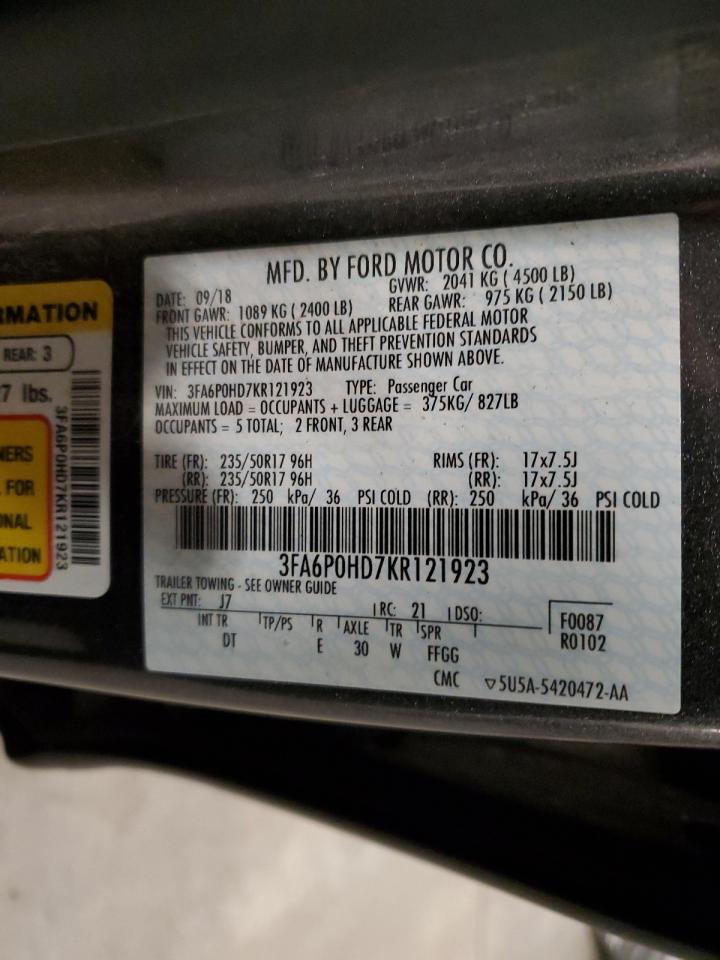 RMATION
REAR: 3
7 lbs.
NERS
FOR
ONAL
ATION
3FA6P0HD7KR121923
MFD. BY FORD MOTOR CO.
DATE: 09/18 GVWR: 2041 KG ( 4500 LB)
FRONT GAWR: 1089 KG ( 2400 LB) REAR GAWR: 975 KG ( 2150 LB)
THIS VEHICLE CONFORMS TO ALL APPLICABLE FEDERAL MOTOR
VEHICLE SAFETY, BUMPER, AND THEFT PREVENTION STANDARDS
IN EFFECT ON THE DATE OF MANUFACTURE SHOWN ABOVE.
VIN: 3FA6P0HD7KR121923 TYPE: Passenger Car
MAXIMUM LOAD = OCCUPANTS + LUGGAGE = 375KG/ 827LB
OCCUPANTS = 5 TOTAL; 2 FRONT, 3 REAR
TIRE (FR): 235/50R17 96H RIMS (FR): 17x7.5J
(RR): 235/50R17 96H (RR): 17x7.5J
PRESSURE (FR): 250 kPa/ 36 PSI COLD (RR): 250 kPa/ 36 PSI COLD
3FA6P0HD7KR121923
TRAILER TOWING - SEE OWNER GUIDE
EXT PNT: J7 RC: 21 DSO: F0087
INT TR TP/PS R AXLE TR SPR R0102
DT E 30 W FFGG
CMC ▽5U5A-5420472-AA